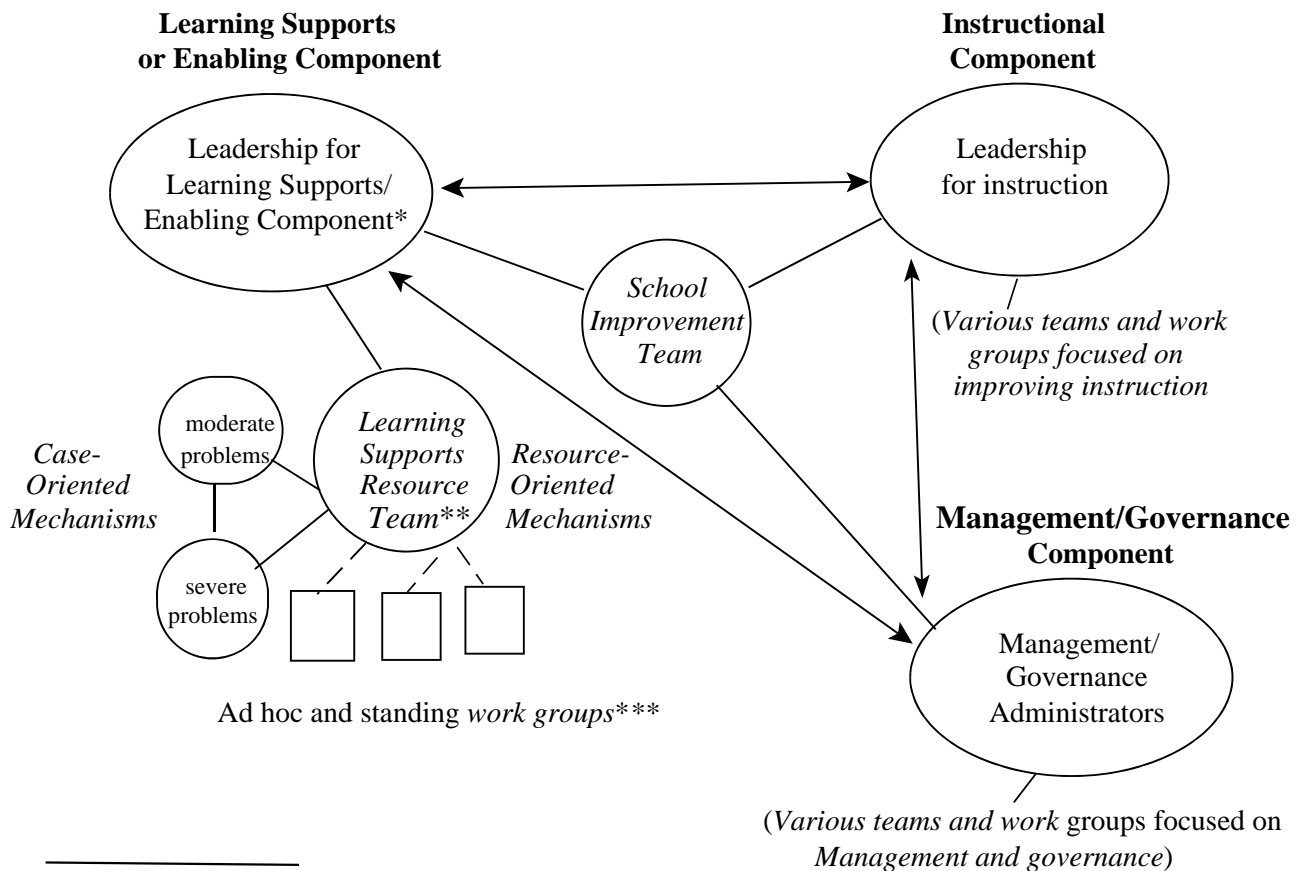 Learning Supports
or Enabling Component
Instructional
Component
Leadership for
Learning Supports/
Enabling Component*
Leadership
for instruction
School
Improvement
Team
(Various teams and work
groups focused on
improving instruction
moderate
problems
Case-
Oriented
Mechanisms
Learning
Supports
Resource
Team**
Resource-
Oriented
Mechanisms
severe
problems
Management/Governance
Component
Management/
Governance
Administrators
Ad hoc and standing work groups***
(Various teams and work groups focused on
Management and governance)